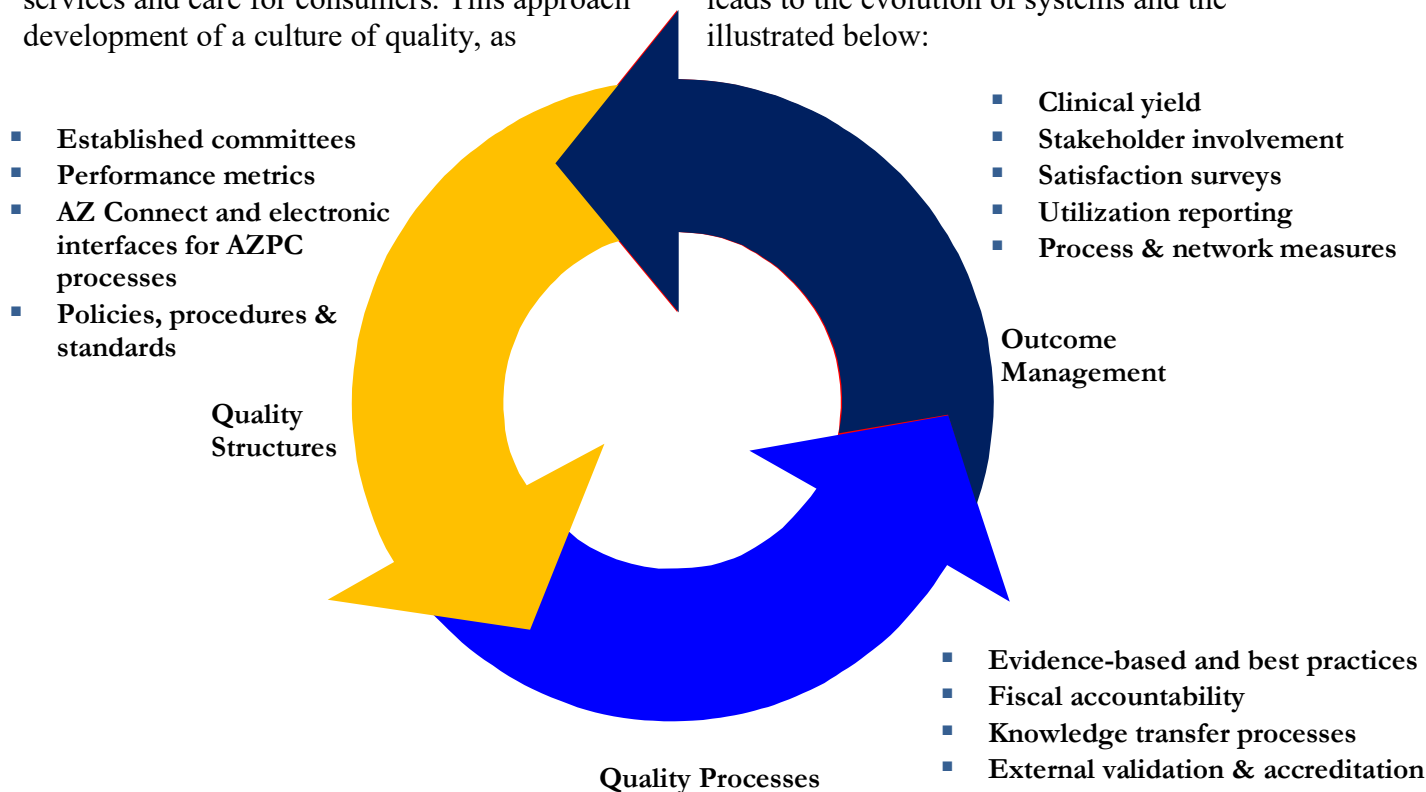 services and care for consumers. This approach
leads to the evolution of systems and the
development of a culture of quality, as
illustrated below:
▪ Established committees
▪ Performance metrics
▪ AZ Connect and electronic
interfaces for AZPC
processes
▪ Policies, procedures &
standards
Quality
Structures
▪ Clinical yield
▪ Stakeholder involvement
▪ Satisfaction surveys
▪ Utilization reporting
▪ Process & network measures
Outcome
Management
▪ Evidence-based and best practices
▪ Fiscal accountability
▪ Knowledge transfer processes
▪ External validation & accreditation
Quality Processes